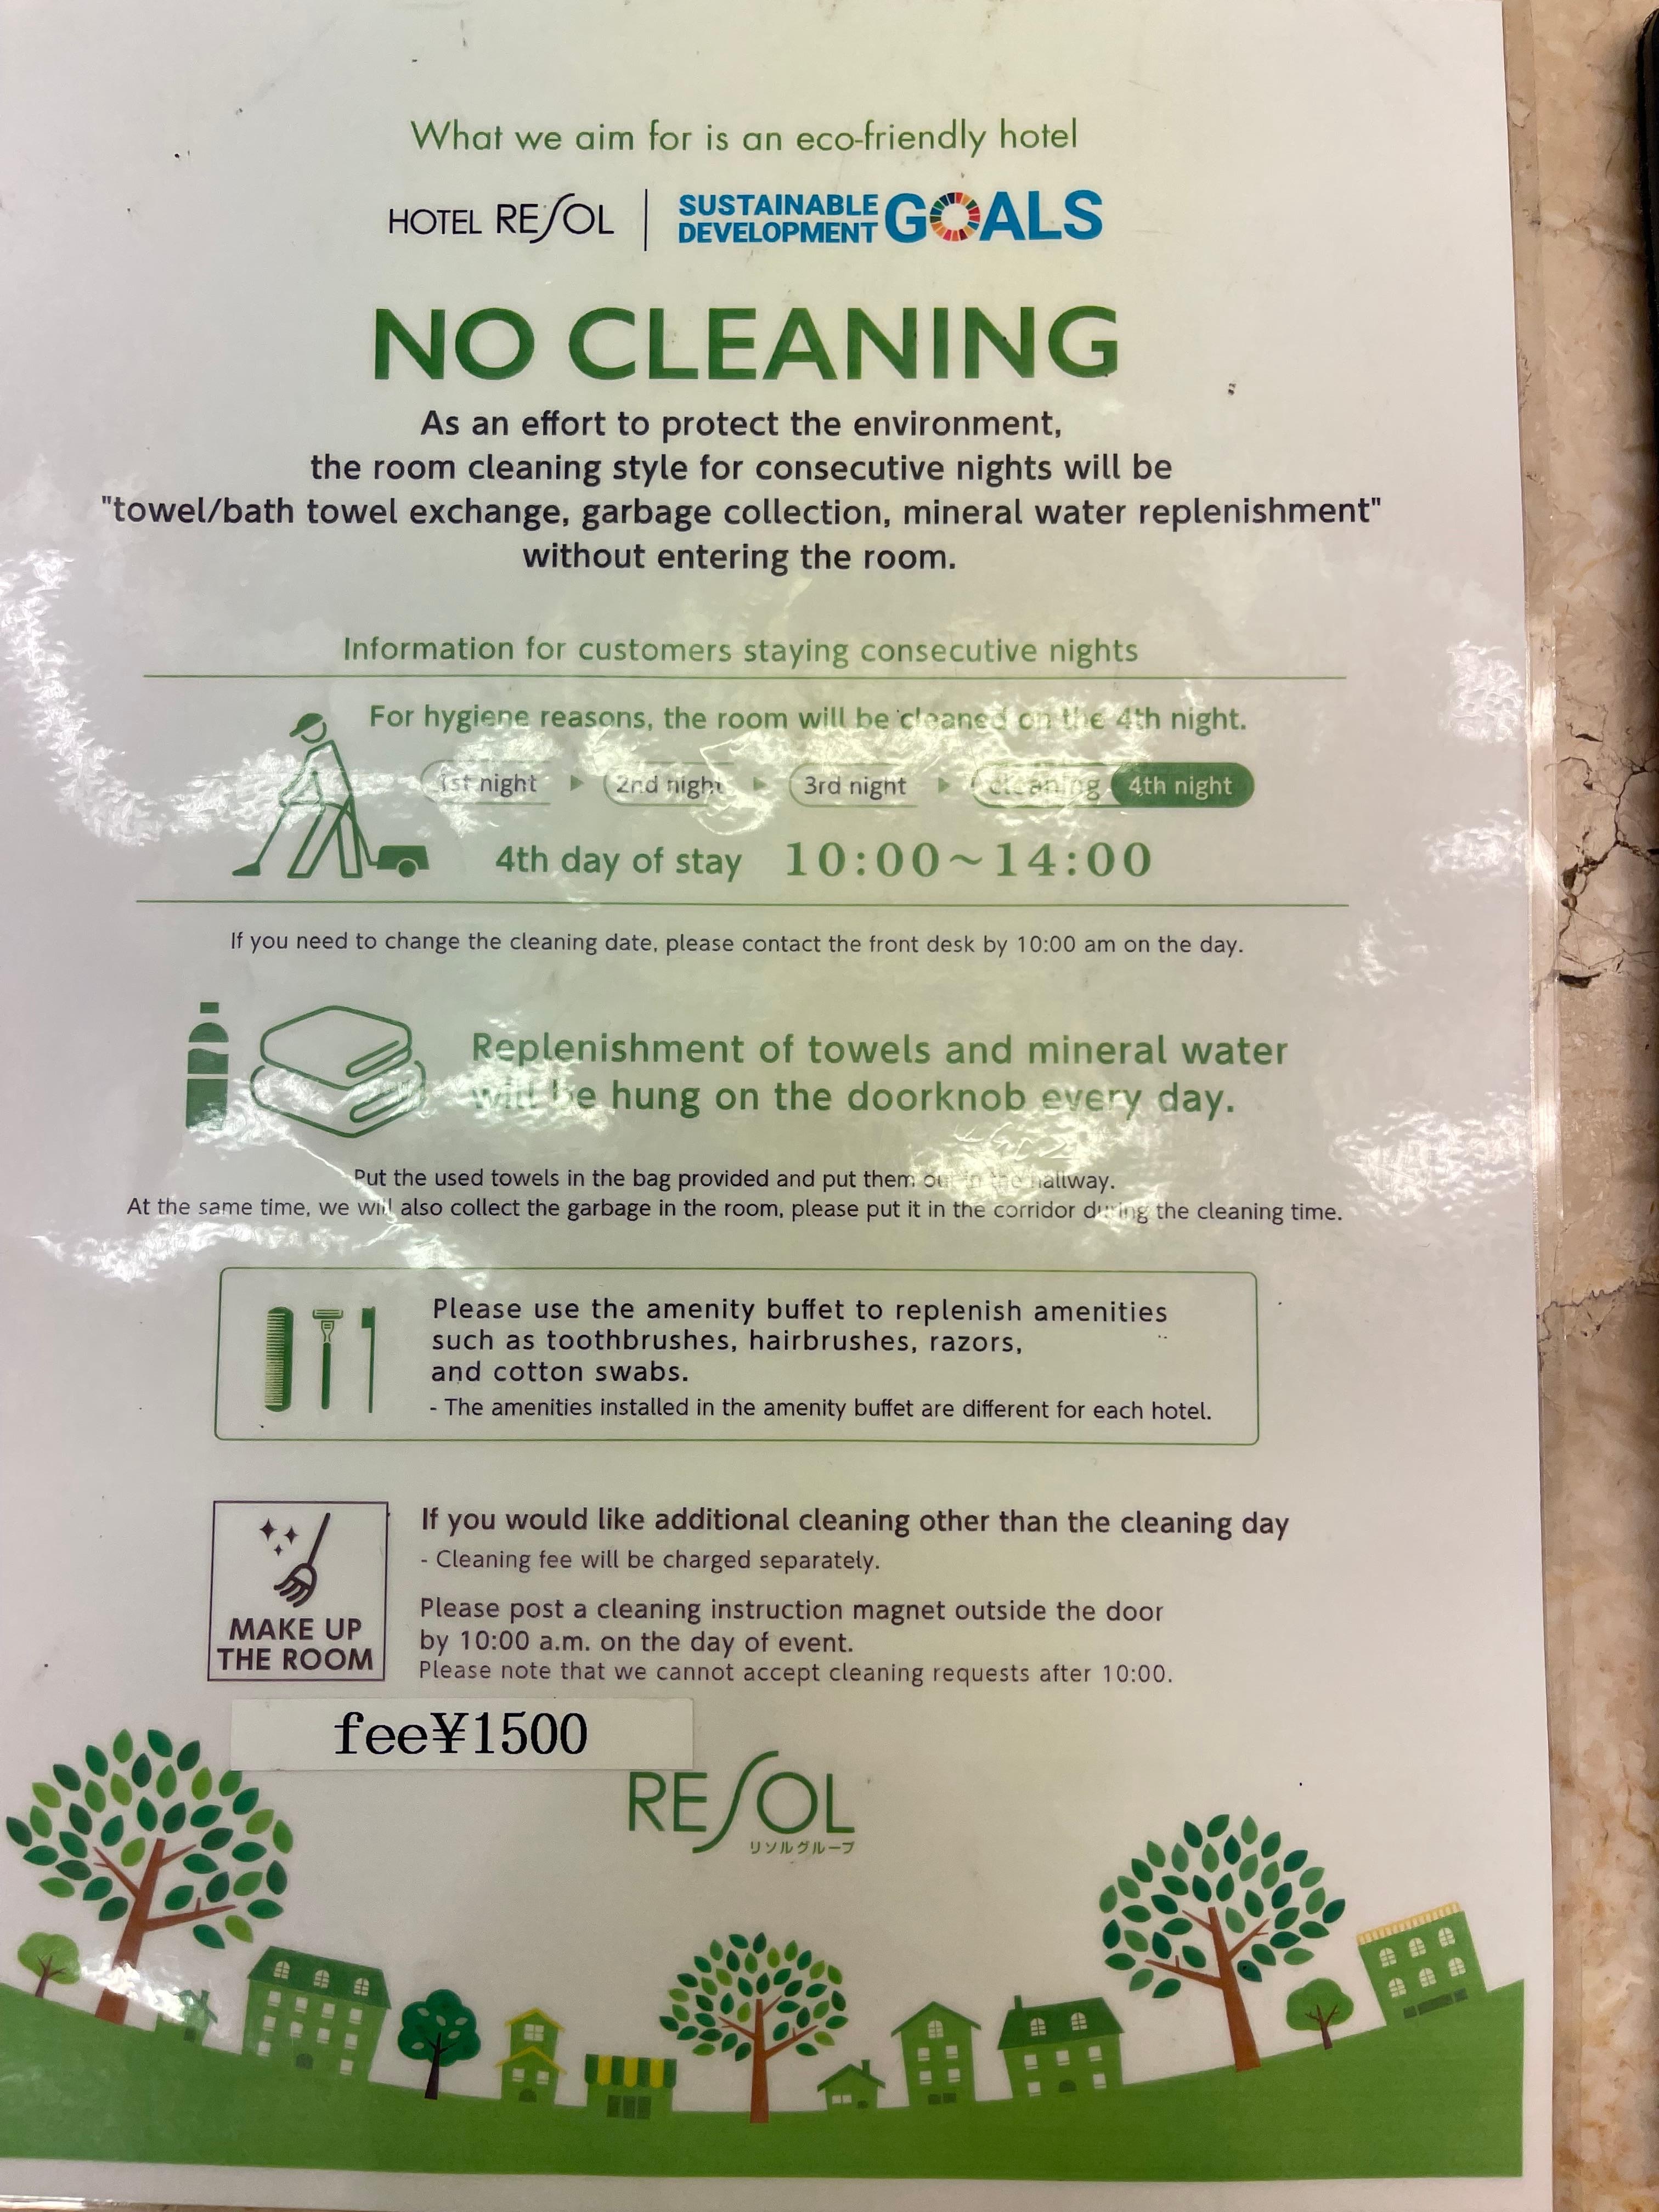 What we aim for is an eco-friendly hotel
HOTEL RESOL
SUSTAINABLE
DEVELOPMENT
GOALS
NO CLEANING
As an effort to protect the environment,
the room cleaning style for consecutive nights will be
"towel/bath towel exchange, garbage collection, mineral water replenishment"
without entering the room.
Information for customers staying consecutive nights
For hygiene reasons, the room will be cleaned on the 4th night.
1st night ▶ 2nd night ▶ 3rd night ▶ cleaning 4th night
4th day of stay 10:00~14:00
If you need to change the cleaning date, please contact the front desk by 10:00 am on the day.
Replenishment of towels and mineral water
will be hung on the doorknob every day.
Put the used towels in the bag provided and put them out in the hallway.
At the same time, we will also collect the garbage in the room, please put it in the corridor during the cleaning time.
Please use the amenity buffet to replenish amenities
such as toothbrushes, hairbrushes, razors,
and cotton swabs.
- The amenities installed in the amenity buffet are different for each hotel.
MAKE UP
THE ROOM
If you would like additional cleaning other than the cleaning day
- Cleaning fee will be charged separately.
Please post a cleaning instruction magnet outside the door
by 10:00 a.m. on the day of event.
Please note that we cannot accept cleaning requests after 10:00.
fee¥1500
RESOL
リソルグループ